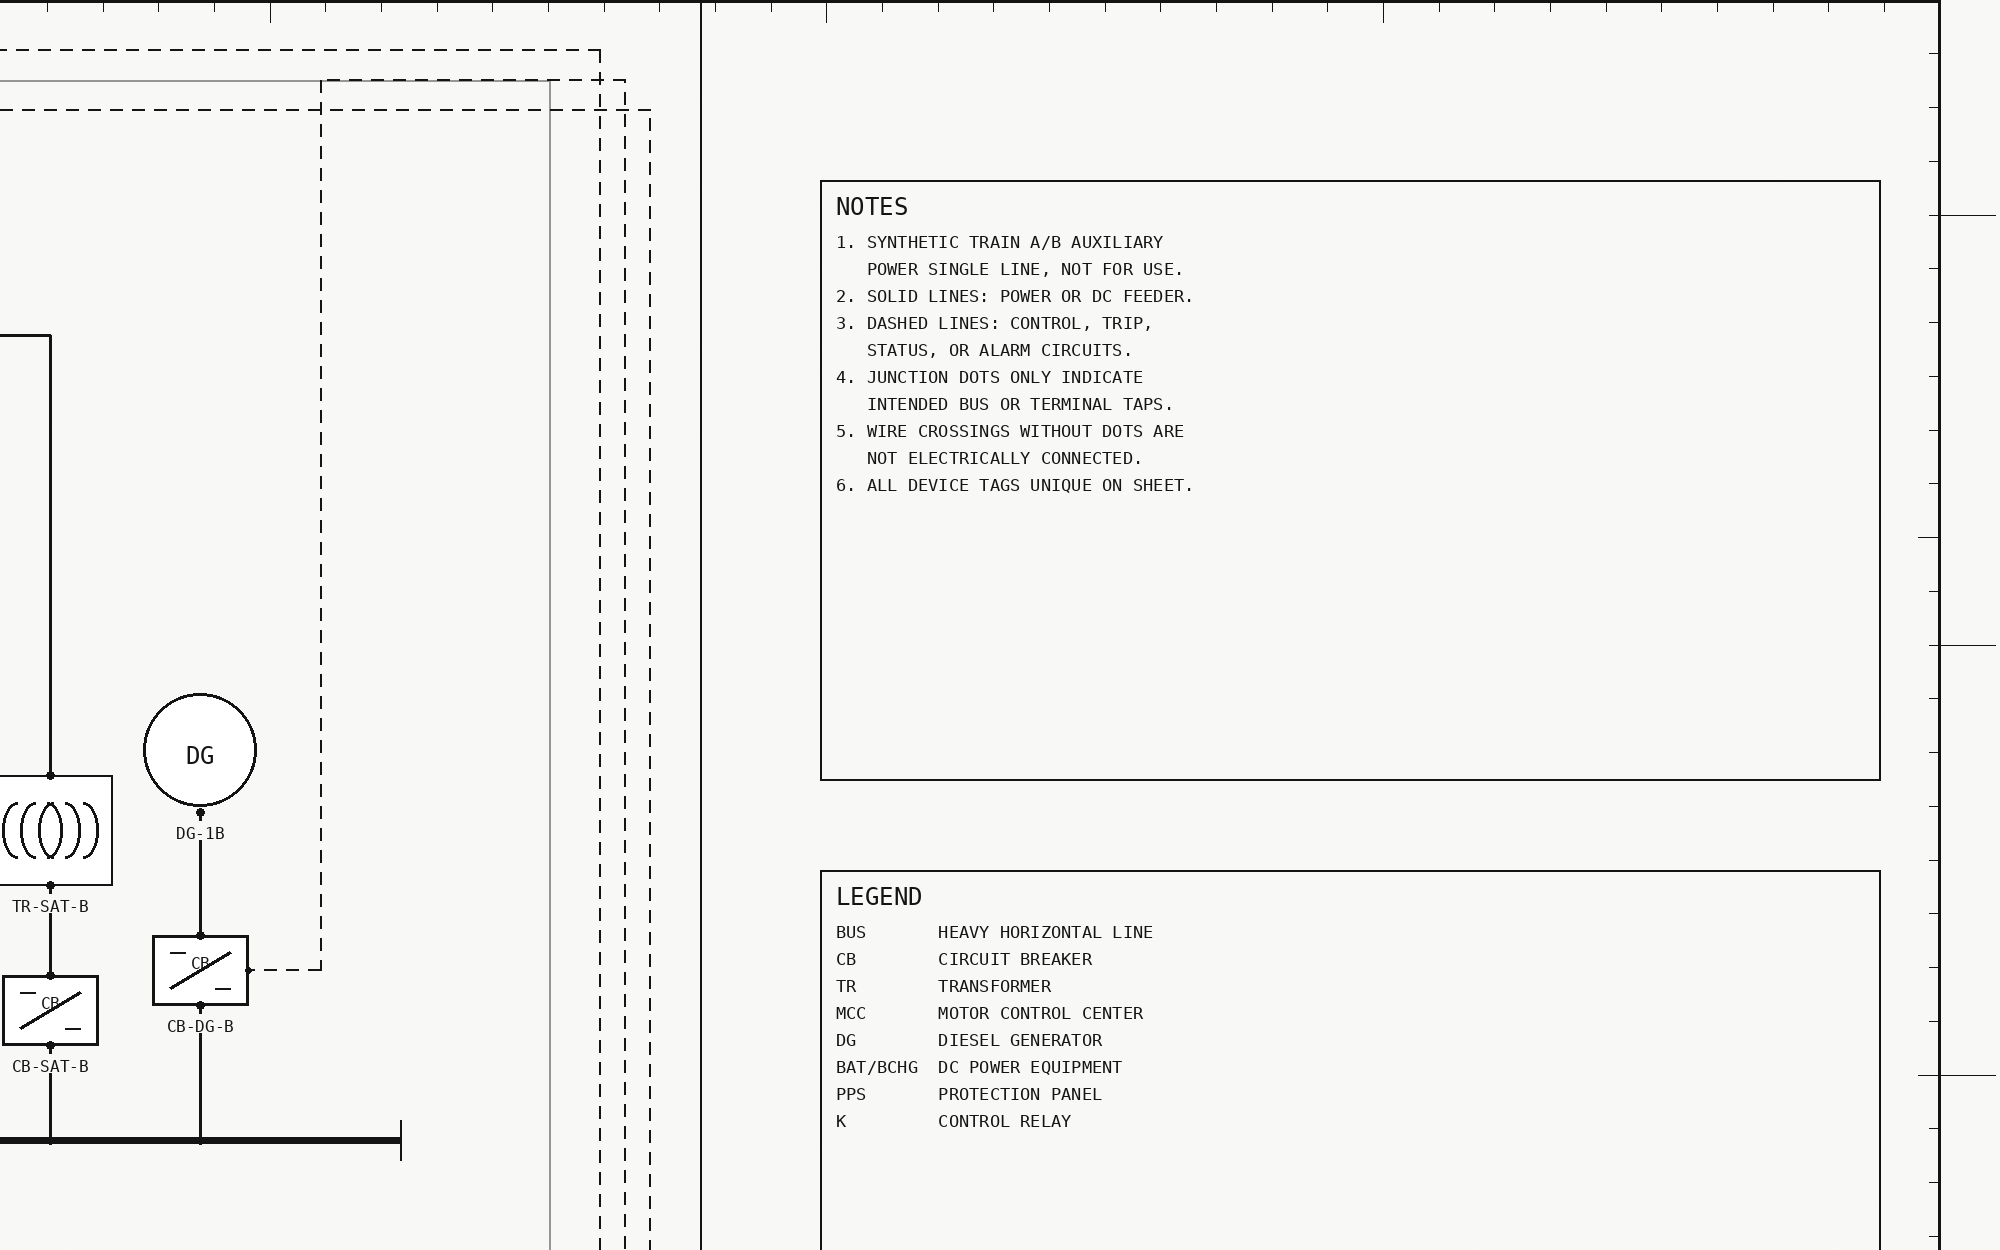 DG
DG-1B
TR-SAT-B
CB
CB-DG-B
CB
CB-SAT-B
NOTES
1. SYNTHETIC TRAIN A/B AUXILIARY
POWER SINGLE LINE, NOT FOR USE.
2. SOLID LINES: POWER OR DC FEEDER.
3. DASHED LINES: CONTROL, TRIP,
STATUS, OR ALARM CIRCUITS.
4. JUNCTION DOTS ONLY INDICATE
INTENDED BUS OR TERMINAL TAPS.
5. WIRE CROSSINGS WITHOUT DOTS ARE
NOT ELECTRICALLY CONNECTED.
6. ALL DEVICE TAGS UNIQUE ON SHEET.
LEGEND
BUS HEAVY HORIZONTAL LINE
CB CIRCUIT BREAKER
TR TRANSFORMER
MCC MOTOR CONTROL CENTER
DG DIESEL GENERATOR
BAT/BCHG DC POWER EQUIPMENT
PPS PROTECTION PANEL
K CONTROL RELAY